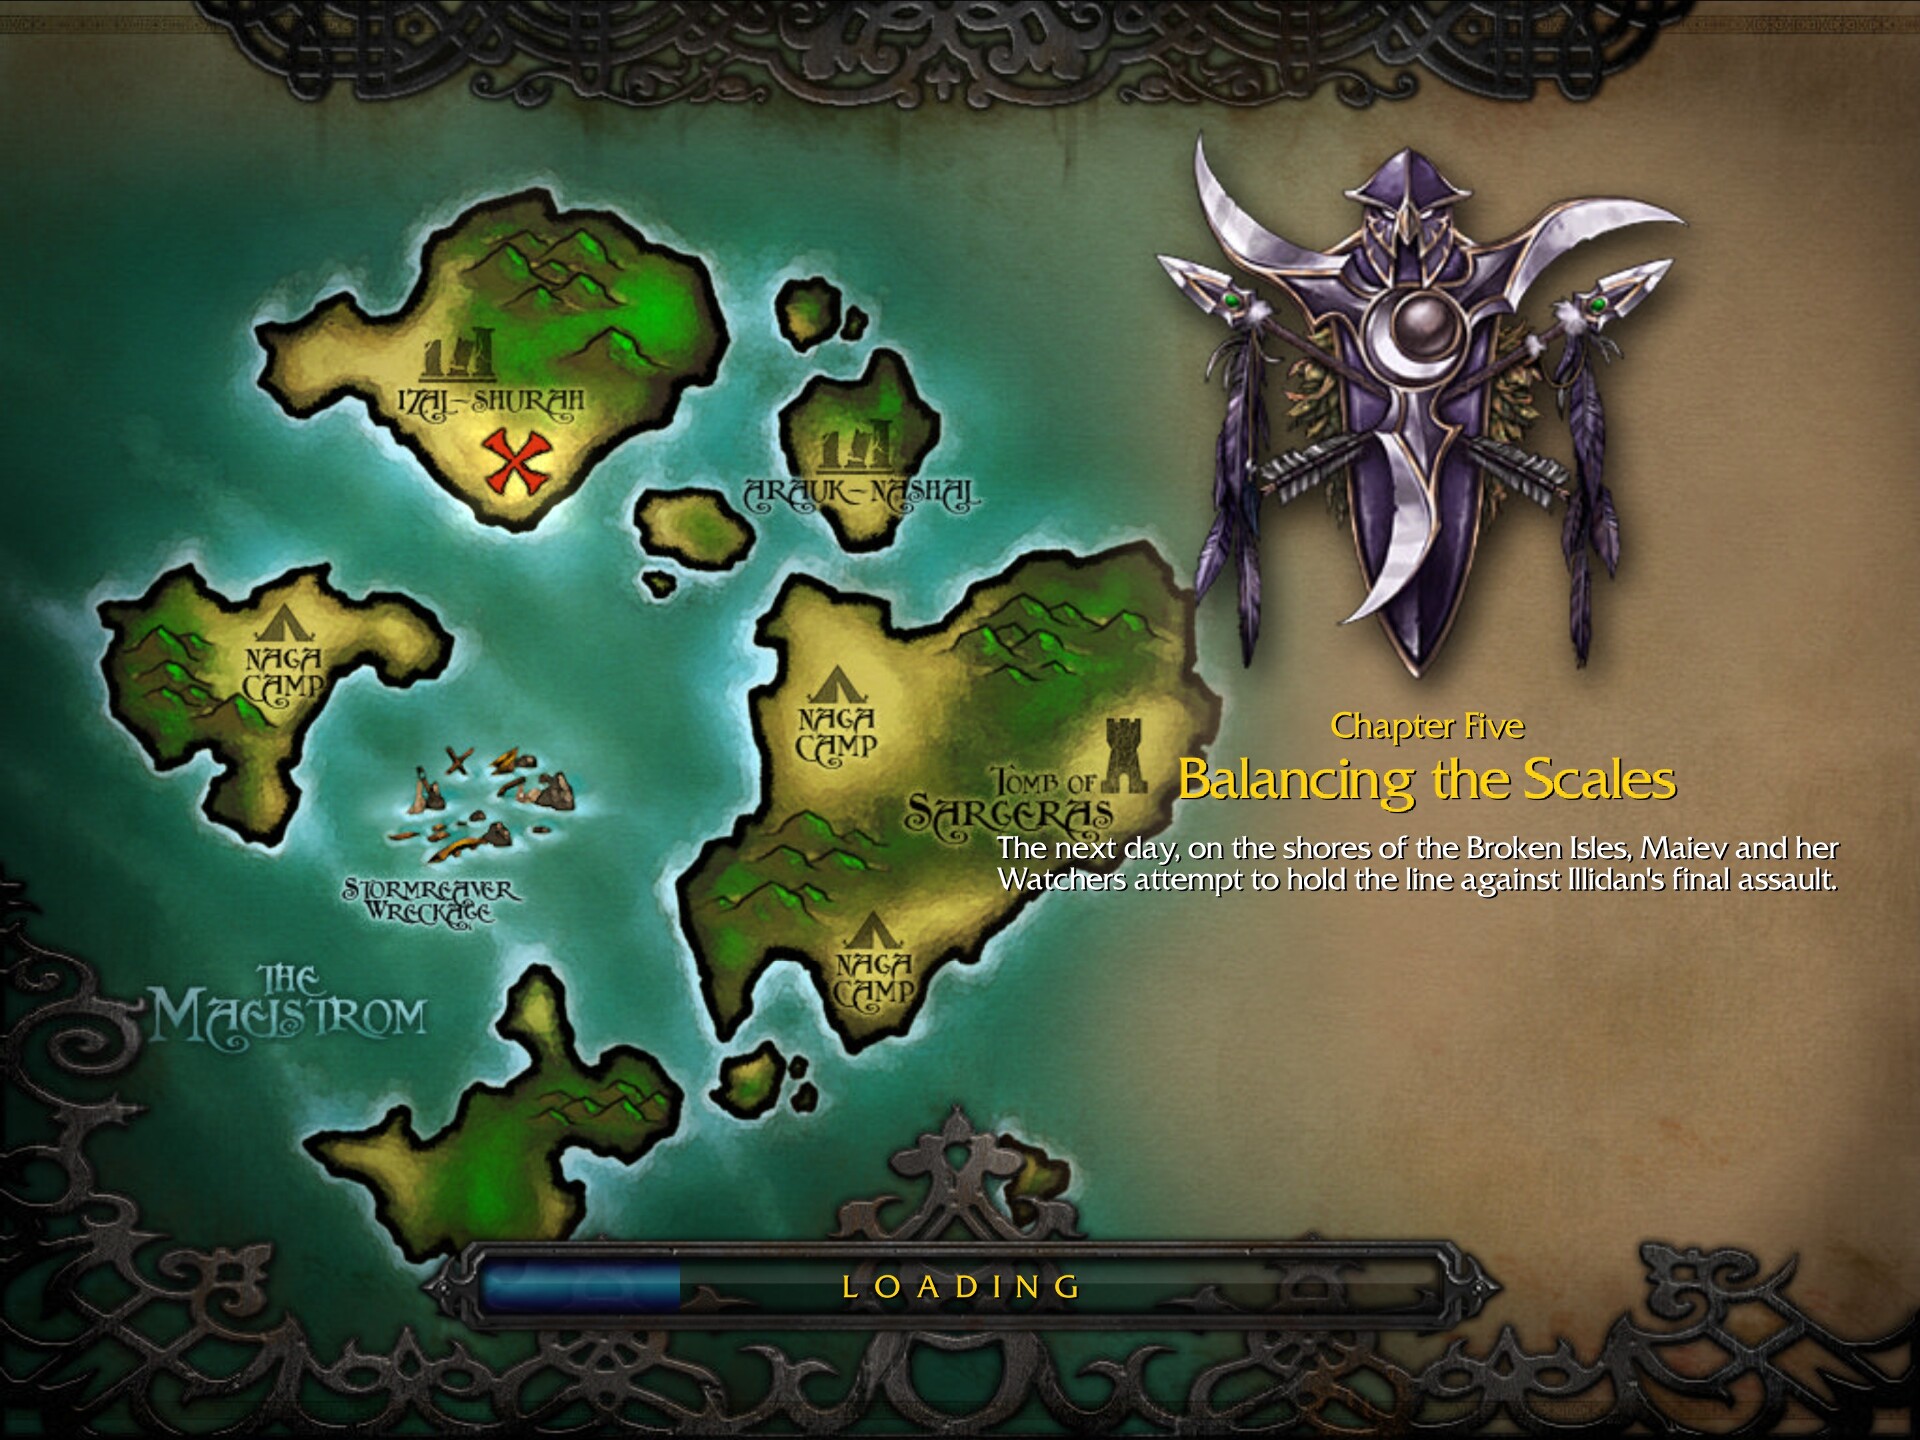 IZAL-SHURAH
ARAUK-NASHAL
NAGA
CAMP
NAGA
CAMP
TOMB OF
SARGERAS
STORMREAVER
WRECKAGE
NAGA
CAMP
THE
MAELSTROM
Chapter Five
Balancing the Scales
The next day, on the shores of the Broken Isles, Maiev and her
Watchers attempt to hold the line against Illidan's final assault.
LOADING